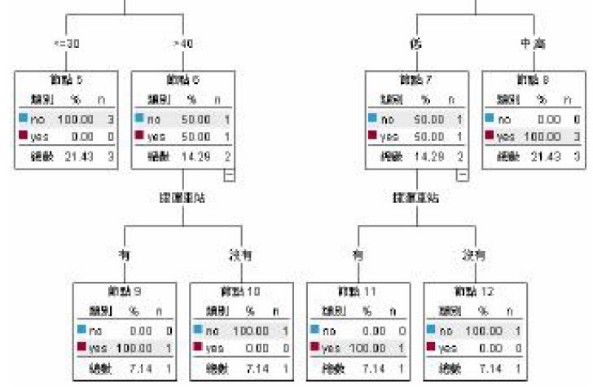 <=30
>40
低
中,高
節點 5
類別 % n
no 100.00 3
yes 0.00 0
總數 21.43 3
節點 6
類別 % n
no 50.00 1
yes 50.00 1
總數 14.29 2
節點 7
類別 % n
no 50.00 1
yes 50.00 1
總數 14.29 2
節點 8
類別 % n
no 0.00 0
yes 100.00 3
總數 21.43 3
捷運車站
捷運車站
有
沒有
有
沒有
節點 9
類別 % n
no 0.00 0
yes 100.00 1
總數 7.14 1
節點 10
類別 % n
no 100.00 1
yes 0.00 0
總數 7.14 1
節點 11
類別 % n
no 0.00 0
yes 100.00 1
總數 7.14 1
節點 12
類別 % n
no 100.00 1
yes 0.00 0
總數 7.14 1